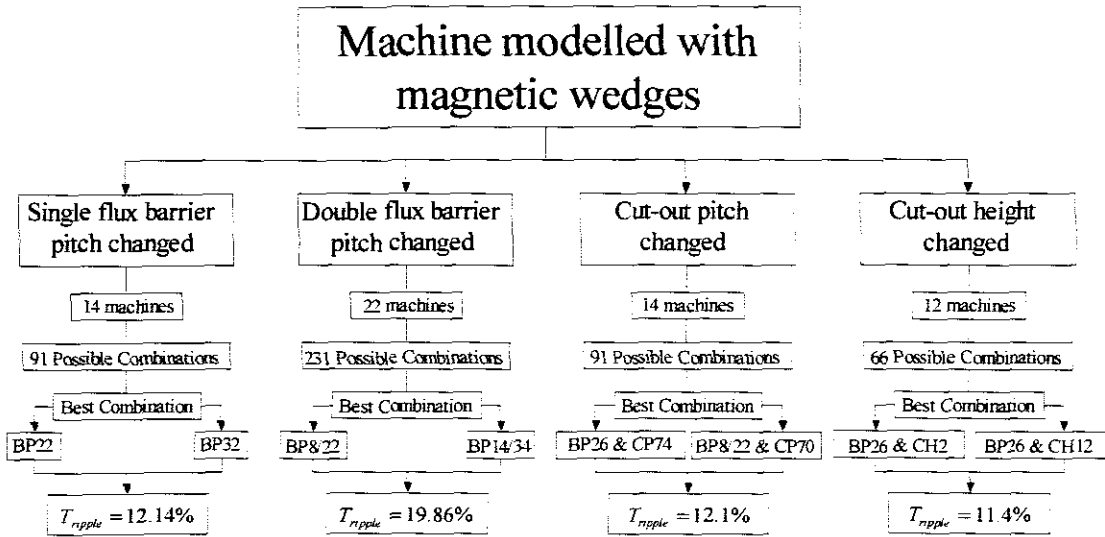 Machine modelled with
magnetic wedges
Single flux barrier
pitch changed
Double flux barrier
pitch changed
Cut-out pitch
changed
Cut-out height
changed
14 machines
22 machines
14 machines
12 machines
91 Possible Combinations
231 Possible Combinations
91 Possible Combinations
66 Possible Combinations
Best Combination
Best Combination
Best Combination
Best Combination
BP22
BP32
BP8/22
BP14/34
BP26 & CP74
BP8/22 & CP70
BP26 & CH2
BP26 & CH12
T_ripple = 12.14%
T_ripple = 19.86%
T_ripple = 12.1%
T_ripple = 11.4%